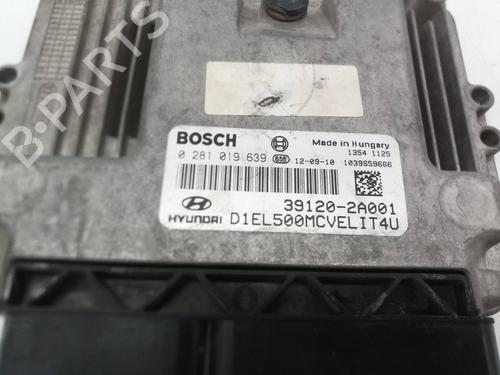 BOSCH
Made in Hungary
1354 1125
0 281 019 639 658 12-09-10 1039S59666
39120-2A001
HYUNDAI D1EL500MCVELIT4U
B-PARTS